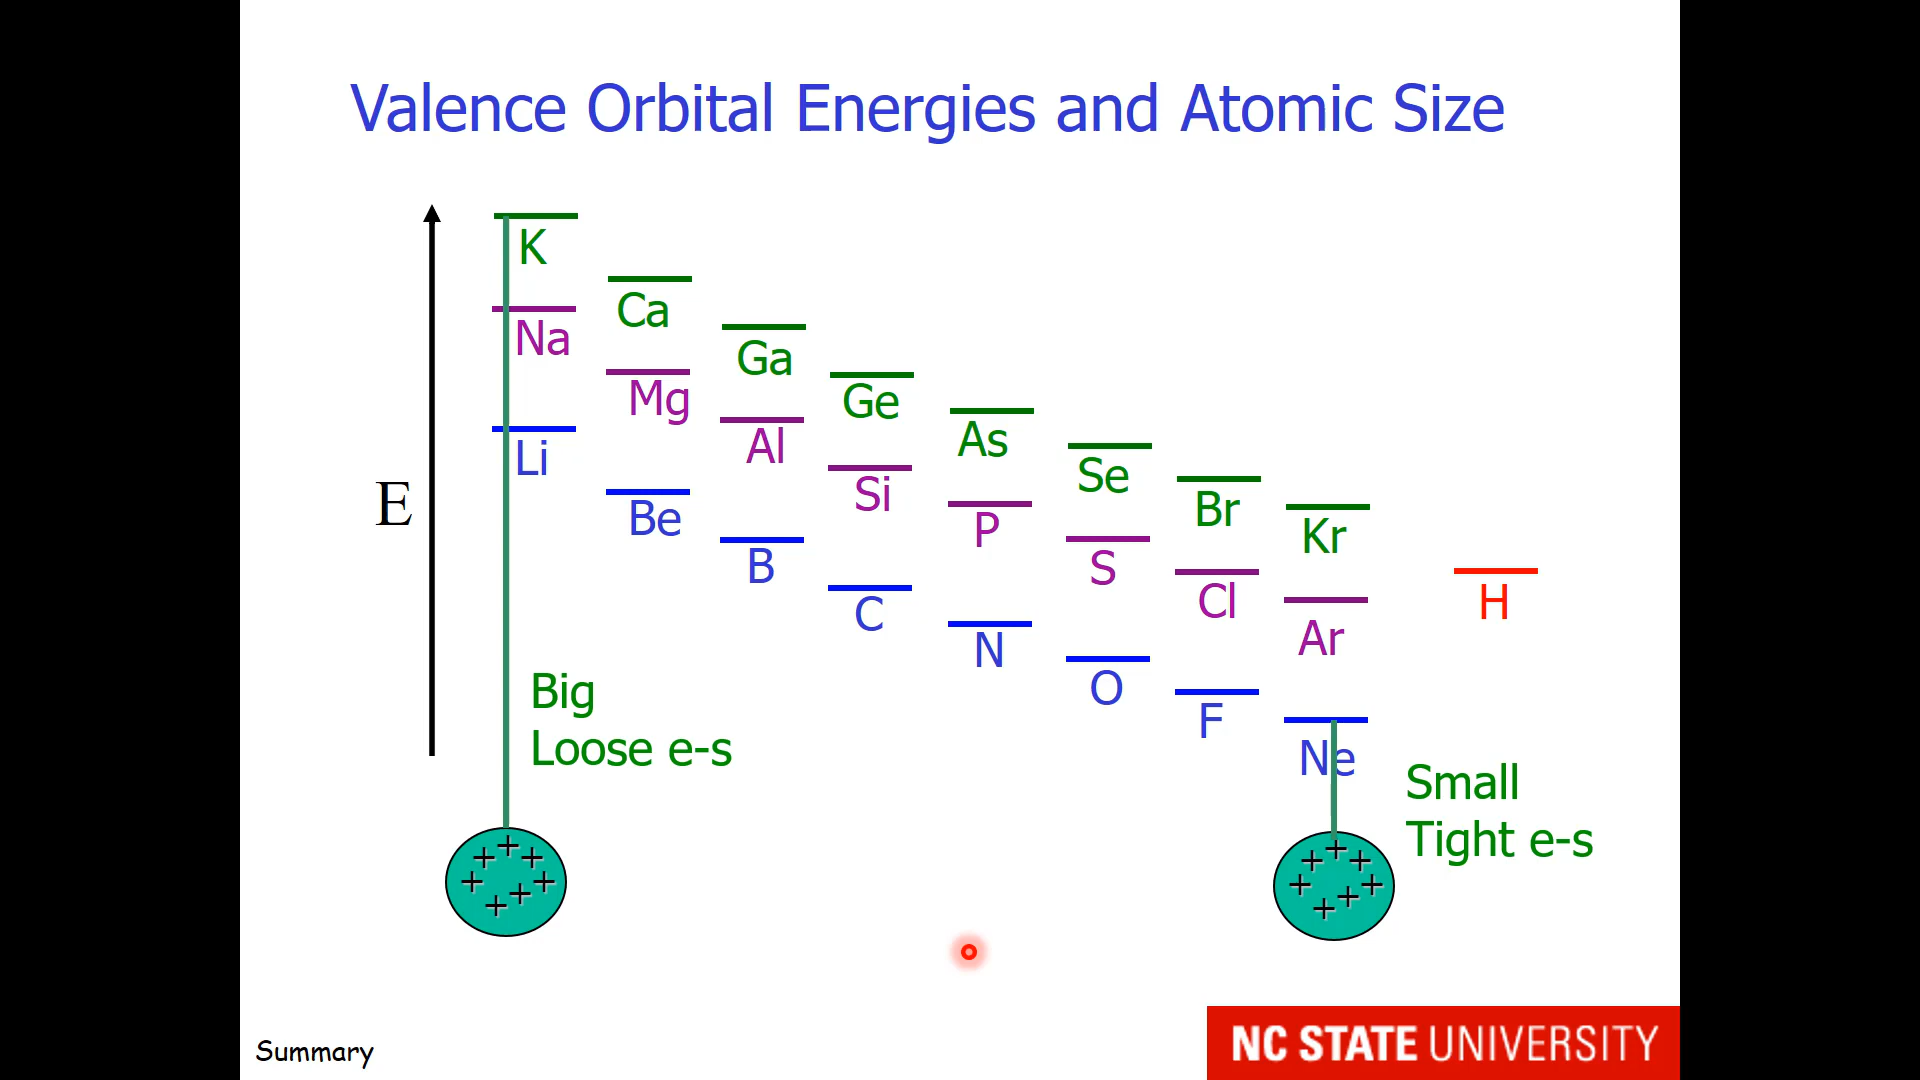 Valence Orbital Energies and Atomic Size
E
K
Ca
Na
Ga
Mg
Ge
As
Al
Li
Se
Si
Br
Be
P
Kr
B
S
H
Cl
C
Ar
N
O
F
Ne
Big
Loose e-s
Small
Tight e-s
+ + + + + + +
+ + + + + + +
Summary
NC STATE UNIVERSITY